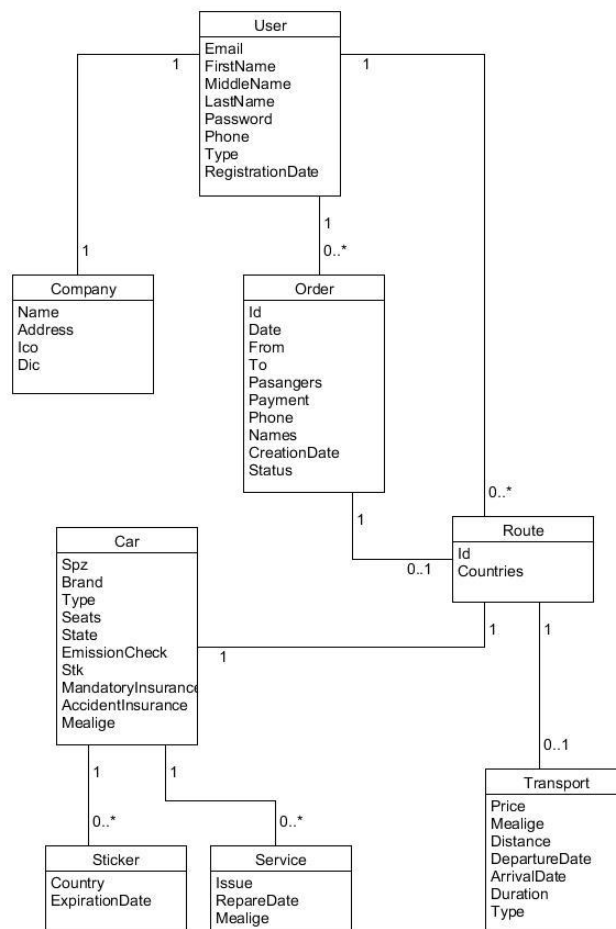 User
Email
FirstName
MiddleName
LastName
Password
Phone
Type
RegistrationDate
1
1
1
0..*
1
Company
Name
Address
Ico
Dic
Order
Id
Date
From
To
Pasangers
Payment
Phone
Names
CreationDate
Status
0..*
1
0..1
Route
Id
Countries
Car
Spz
Brand
Type
Seats
State
EmissionCheck
Stk
MandatoryInsurance
AccidentInsurance
Mealige
1
1
1
0..1
1
1
0..*
0..*
Transport
Price
Mealige
Distance
DepartureDate
ArrivalDate
Duration
Type
Sticker
Country
ExpirationDate
Service
Issue
RepareDate
Mealige